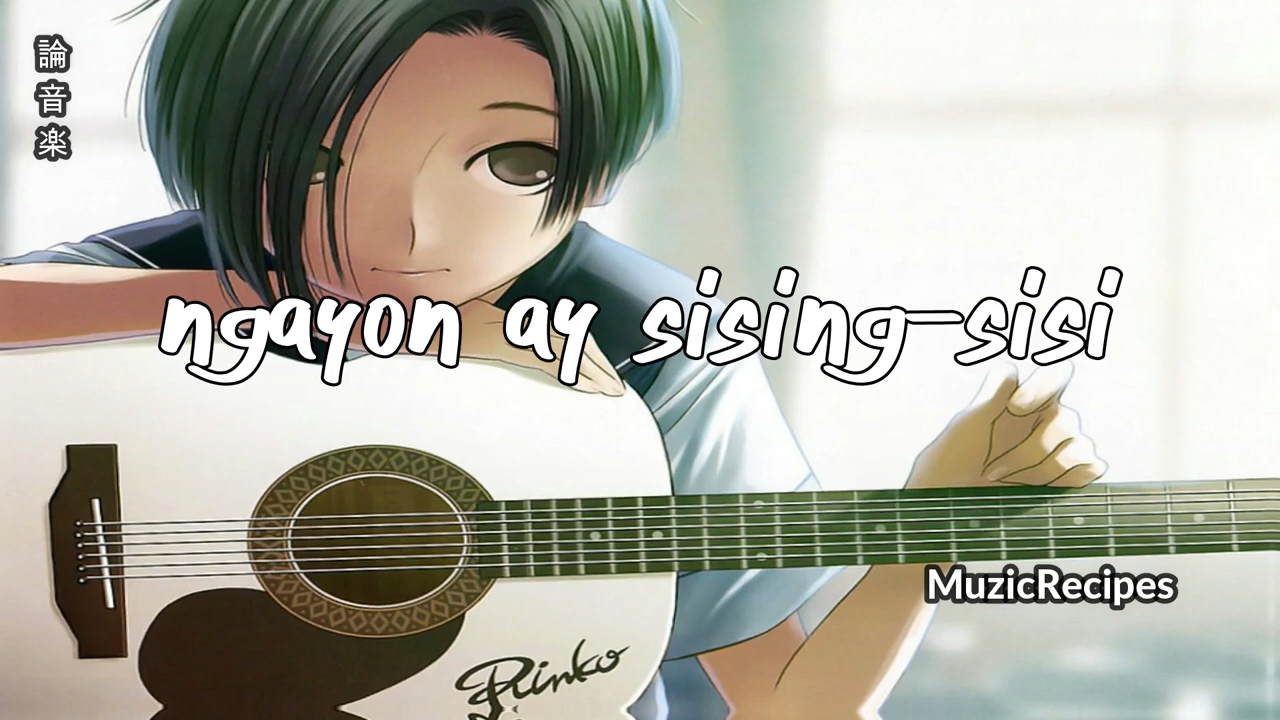 論音楽
ngayon ay sising-sisi
MuzicRecipes
Rinko